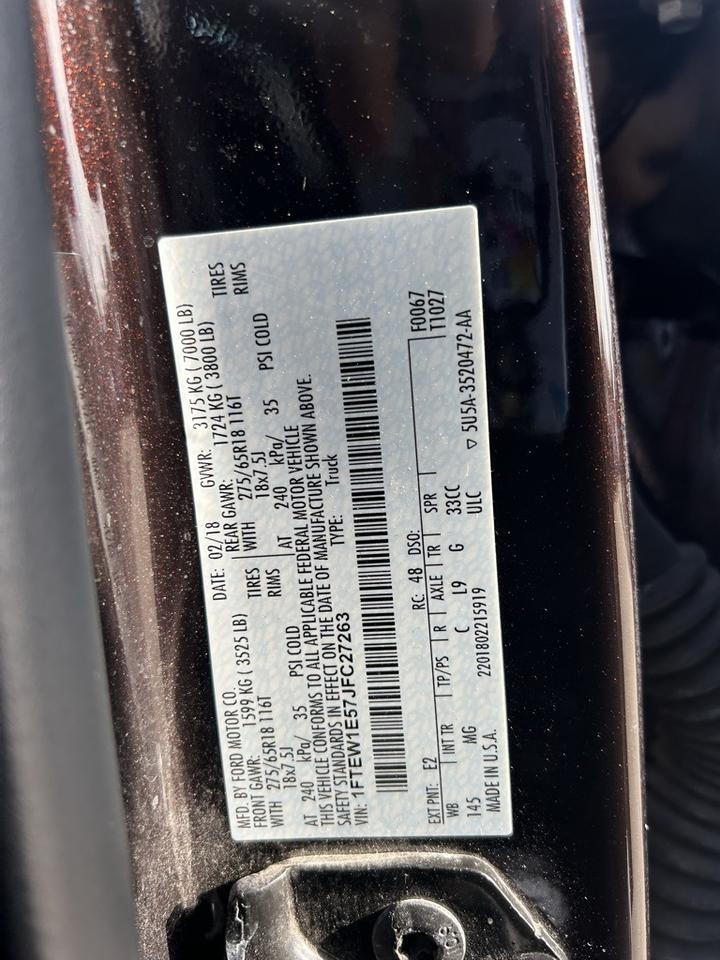 MFD. BY FORD MOTOR CO.
DATE: 02/18 GVWR: 3175 KG ( 7000 LB)
FRONT GAWR: 1599 KG ( 3525 LB)
REAR GAWR: 1724 KG ( 3800 LB)
WITH 275/65R18 116T TIRES
WITH 275/65R18 116T TIRES
18x7.5J RIMS
18x7.5J RIMS
AT 240 kPa/ 35 PSI COLD
AT 240 kPa/ 35 PSI COLD
THIS VEHICLE CONFORMS TO ALL APPLICABLE FEDERAL MOTOR VEHICLE
SAFETY STANDARDS IN EFFECT ON THE DATE OF MANUFACTURE SHOWN ABOVE.
VIN: 1FTEW1E57JFC27263 TYPE: Truck
F0067
T1027
EXT PNT: E2 RC: 48 DSO:
WB INT TR TP/PS R AXLE TR SPR
145 MG C L9 G 33CC
MADE IN U.S.A. 2201802215919 ULC ▽ 5U5A-3520472-AA
TOP